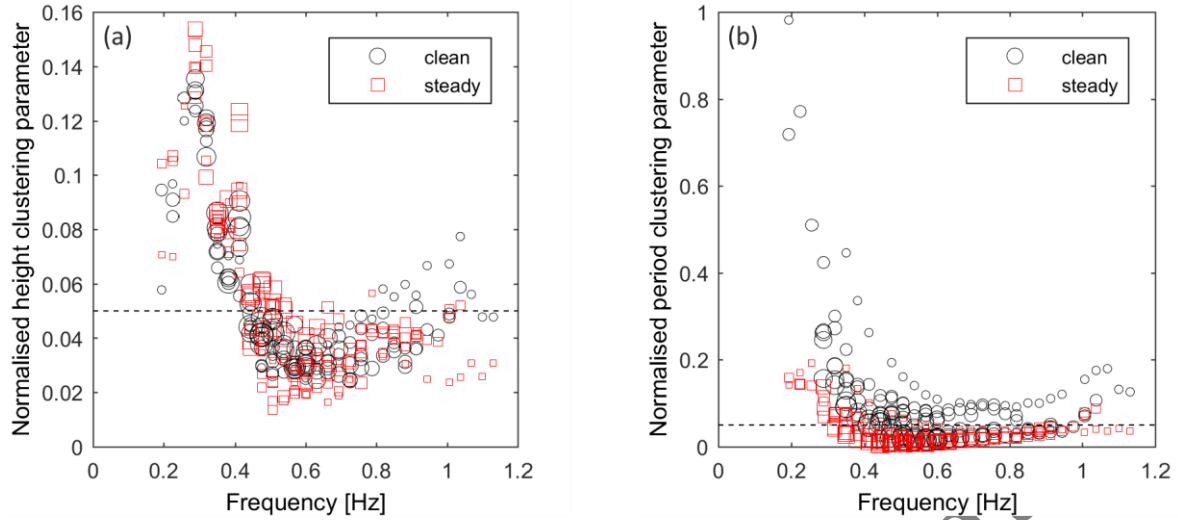 (a)
clean
steady
Normalised height clustering parameter
0.16
0.14
0.12
0.1
0.08
0.06
0.04
0.02
0
0 0.2 0.4 0.6 0.8 1 1.2
Frequency [Hz]
(b)
clean
steady
Normalised period clustering parameter
1
0.8
0.6
0.4
0.2
0
0 0.2 0.4 0.6 0.8 1 1.2
Frequency [Hz]